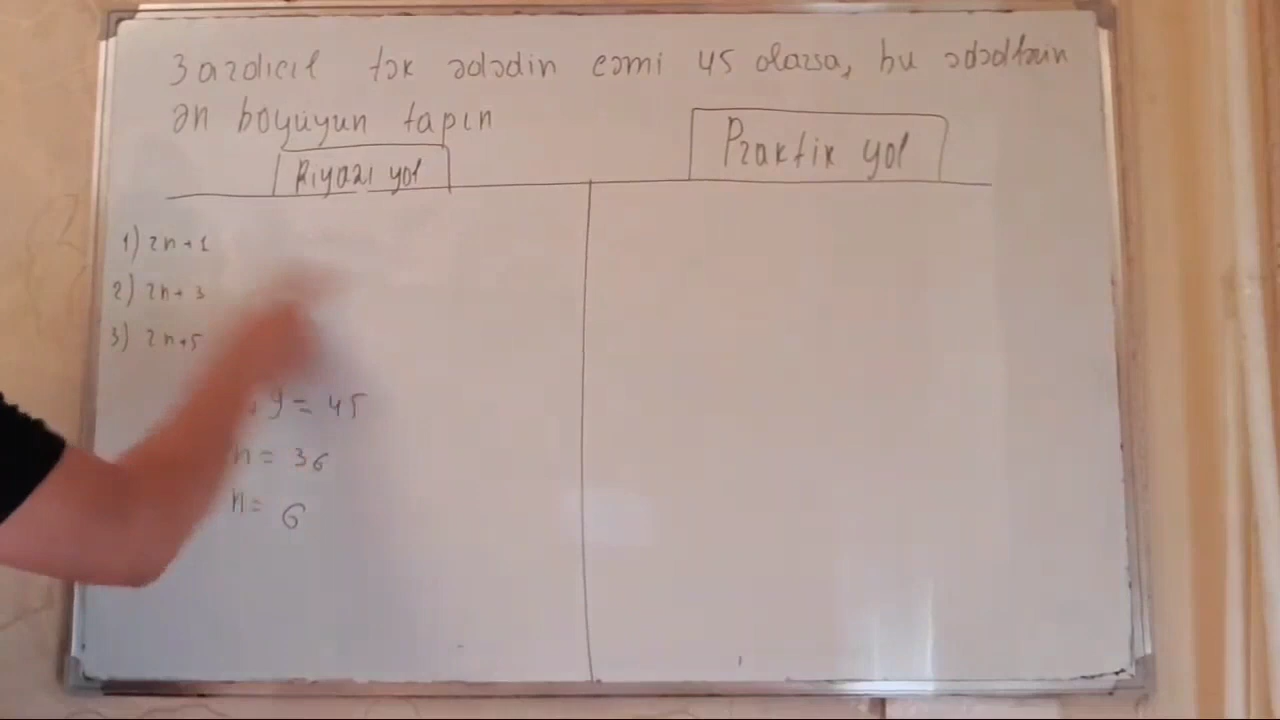 3 ardıcıl tək ədədin cəmi 45 olarsa, bu ədədlərin
ən böyüyün tapın
Riyazi yol
Praktik yol
1) 2n+1
2) 2n+3
3) 2n+5
9 = 45
n = 36
n = 6